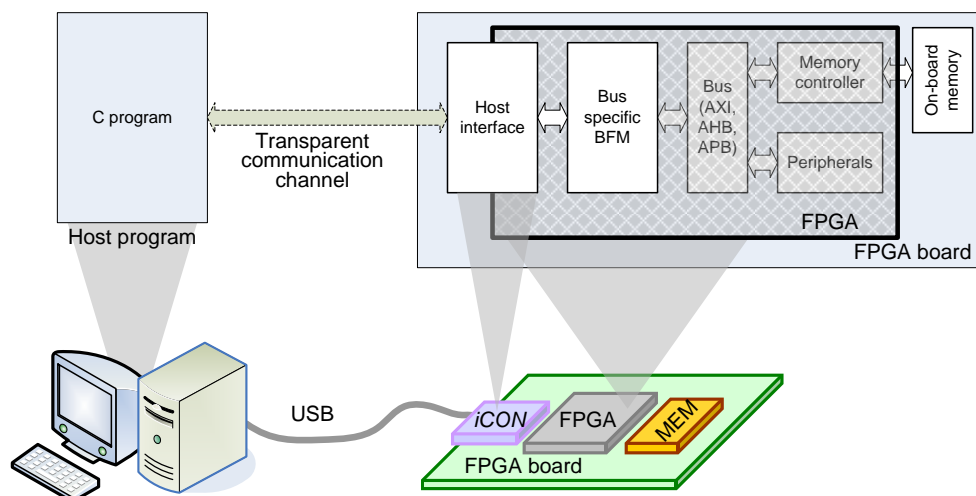 C program
Host program
Transparent
communication
channel
Host
interface
Bus
specific
BFM
Bus
(AXI,
AHB,
APB)
Memory
controller
Peripherals
On-board
memory
FPGA
FPGA board
USB
iCON
FPGA
MEM
FPGA board